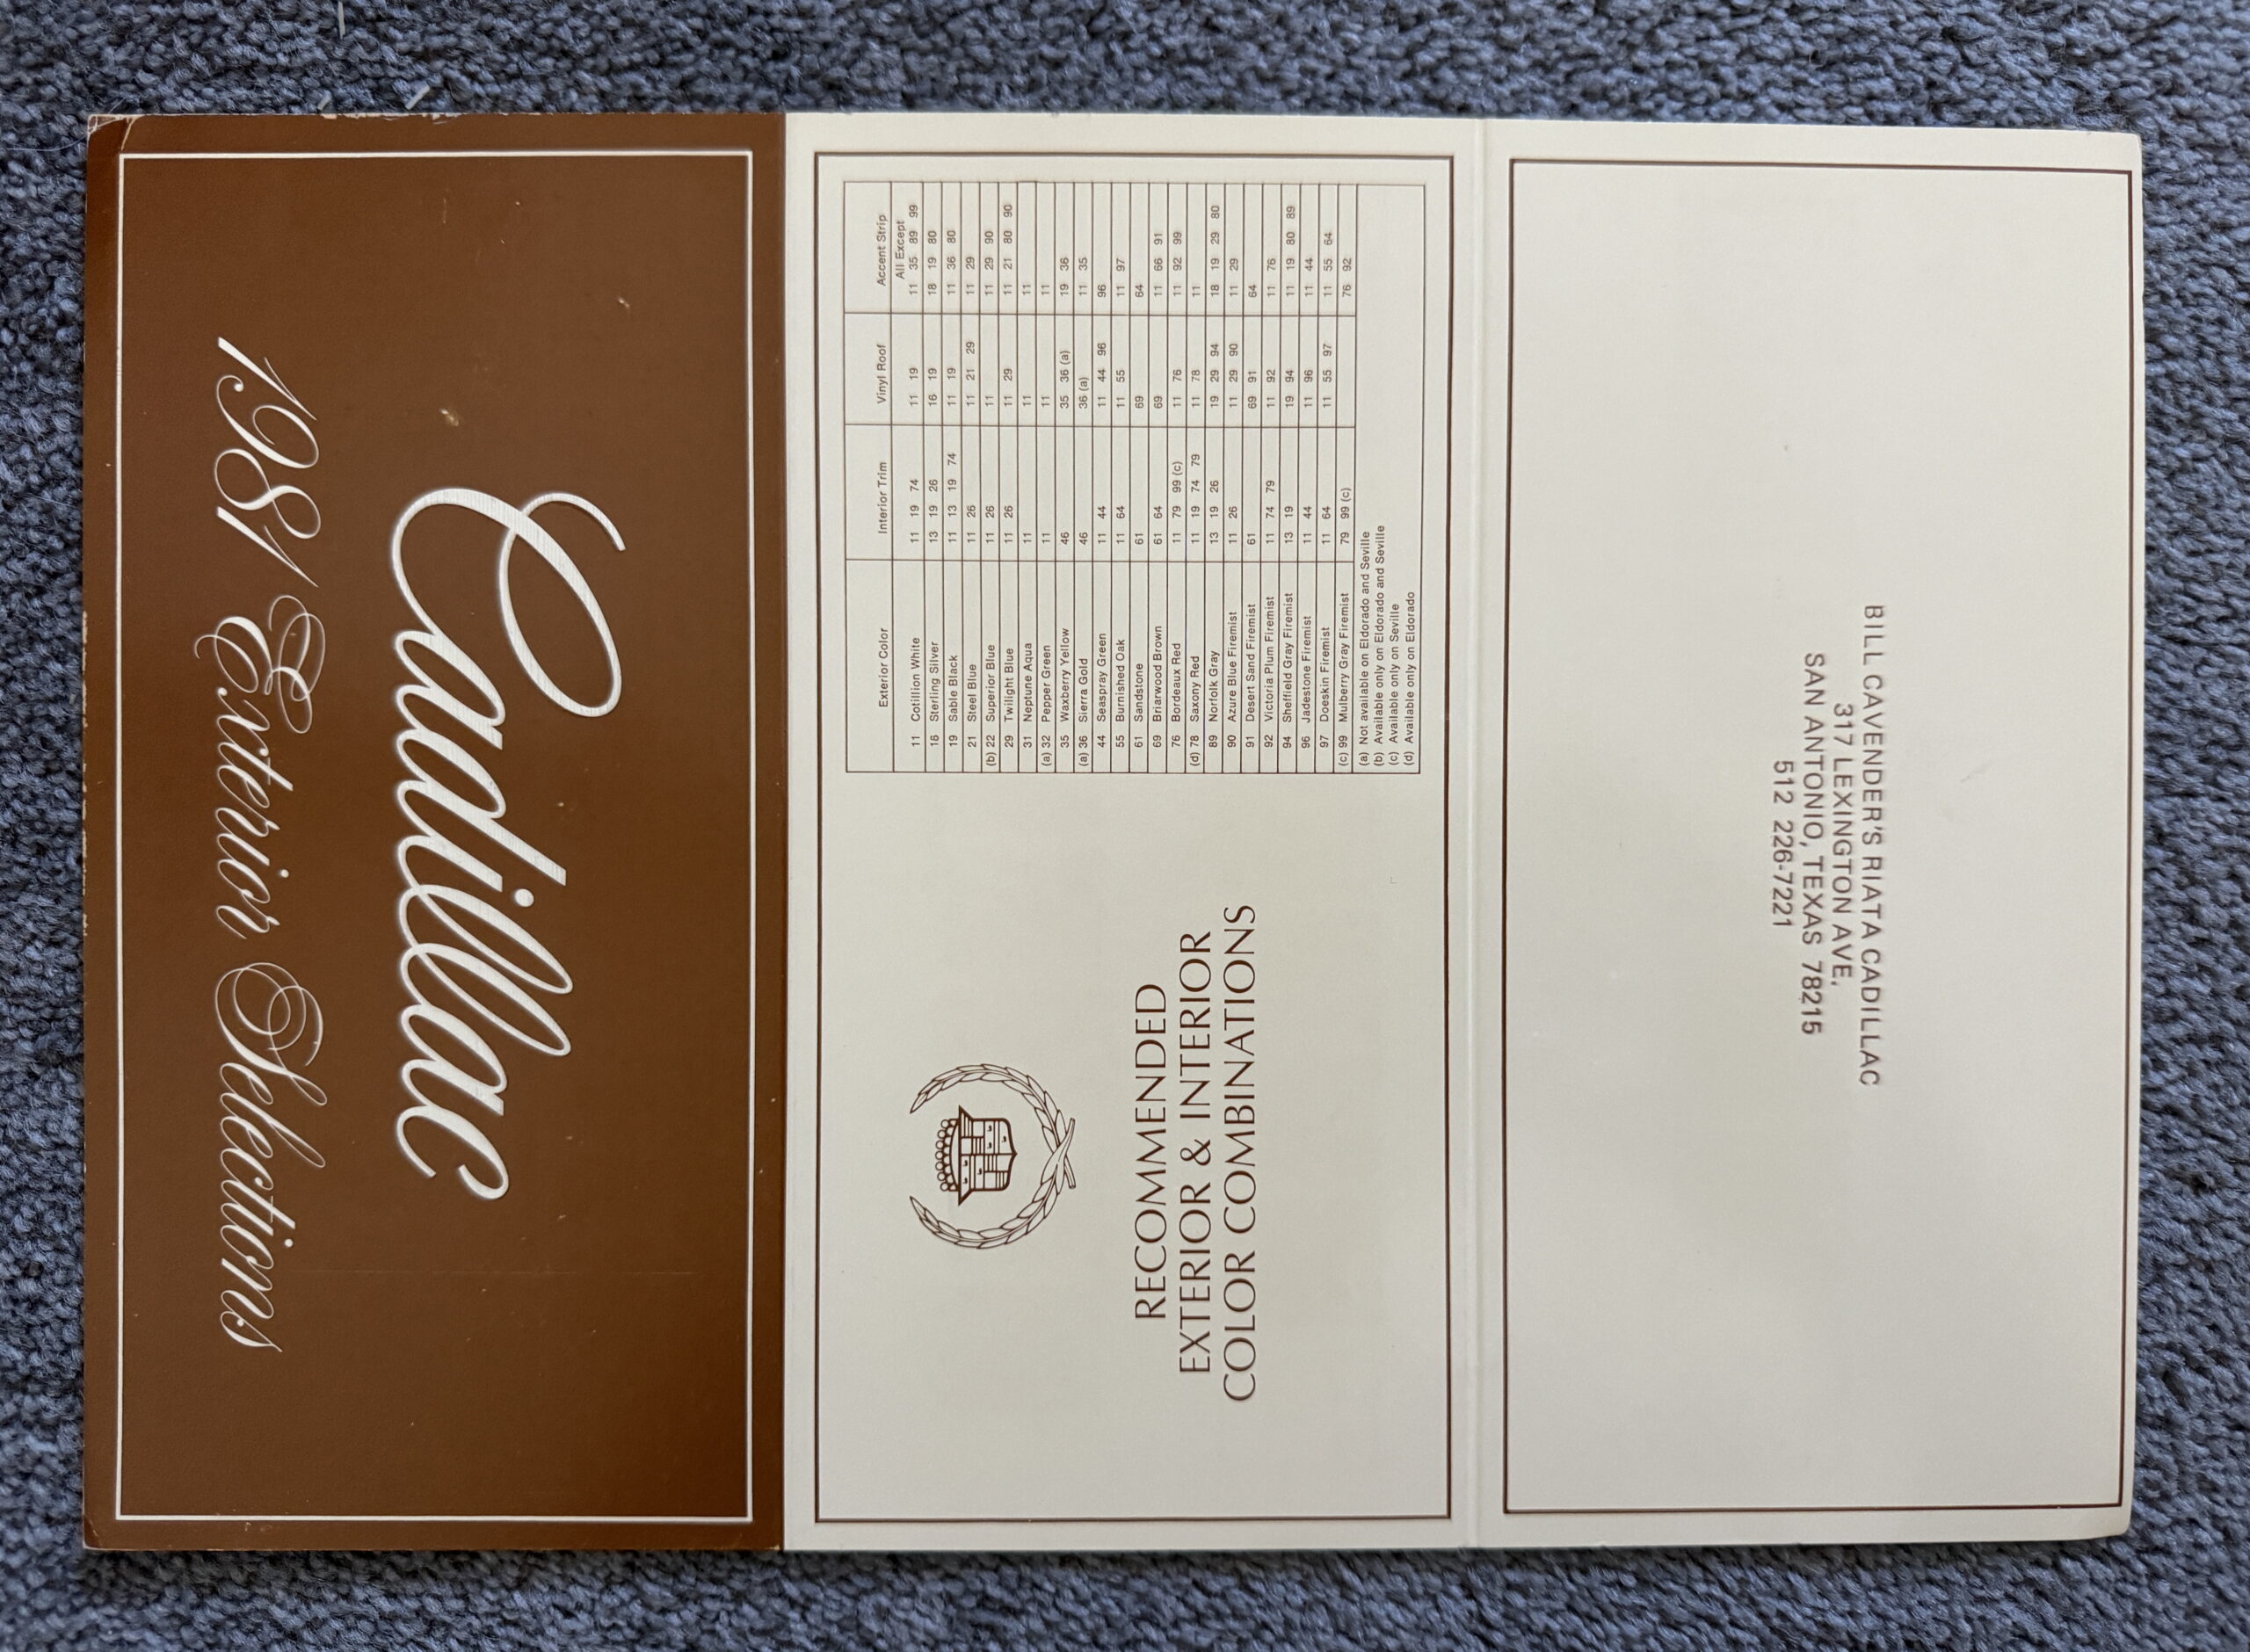 Cadillac
1981 Exterior Selections
Exterior Color Interior Trim Vinyl Roof Accent Strip
All Except
11 Cotillion White 11 19 74 11 19 11 35 89 99
16 Sterling Silver 13 19 26 16 19 18 19 80
19 Sable Black 11 13 19 74 11 19 11 36 80
21 Steel Blue 11 26 11 21 29 11 29
(b) 22 Superior Blue 11 26 11 11 29 90
29 Twilight Blue 11 26 11 29 11 21 80 90
31 Neptune Aqua 11 11 11
(a) 32 Pepper Green 11 11 11
35 Waxberry Yellow 46 35 36 (a) 19 36
(a) 36 Sierra Gold 46 36 (a) 11 35
44 Seaspray Green 11 44 11 44 96 96
55 Burnished Oak 11 64 11 55 11 97
61 Sandstone 61 69 64
69 Briarwood Brown 61 64 69 11 66 91
76 Bordeaux Red 11 79 99 (c) 11 76 11 92 99
(d) 78 Saxony Red 11 19 74 79 11 78 11
89 Norfolk Gray 13 19 26 19 29 94 18 19 29 80
90 Azure Blue Firemist 11 26 11 29 90 11 29
91 Desert Sand Firemist 61 69 91 64
92 Victoria Plum Firemist 11 74 79 11 92 11 76
94 Sheffield Gray Firemist 13 19 19 94 11 19 80 89
96 Jadestone Firemist 11 44 11 96 11 44
97 Doeskin Firemist 11 64 11 55 97 11 55 64
(c) 99 Mulberry Gray Firemist 79 99 (c) 76 92
(a) Not available on Eldorado and Seville
(b) Available only on Eldorado and Seville
(c) Available only on Seville
(d) Available only on Eldorado
RECOMMENDED
EXTERIOR & INTERIOR
COLOR COMBINATIONS
BILL CAVENDER'S RIATA CADILLAC
317 LEXINGTON AVE.
SAN ANTONIO, TEXAS 78215
512 226-7221